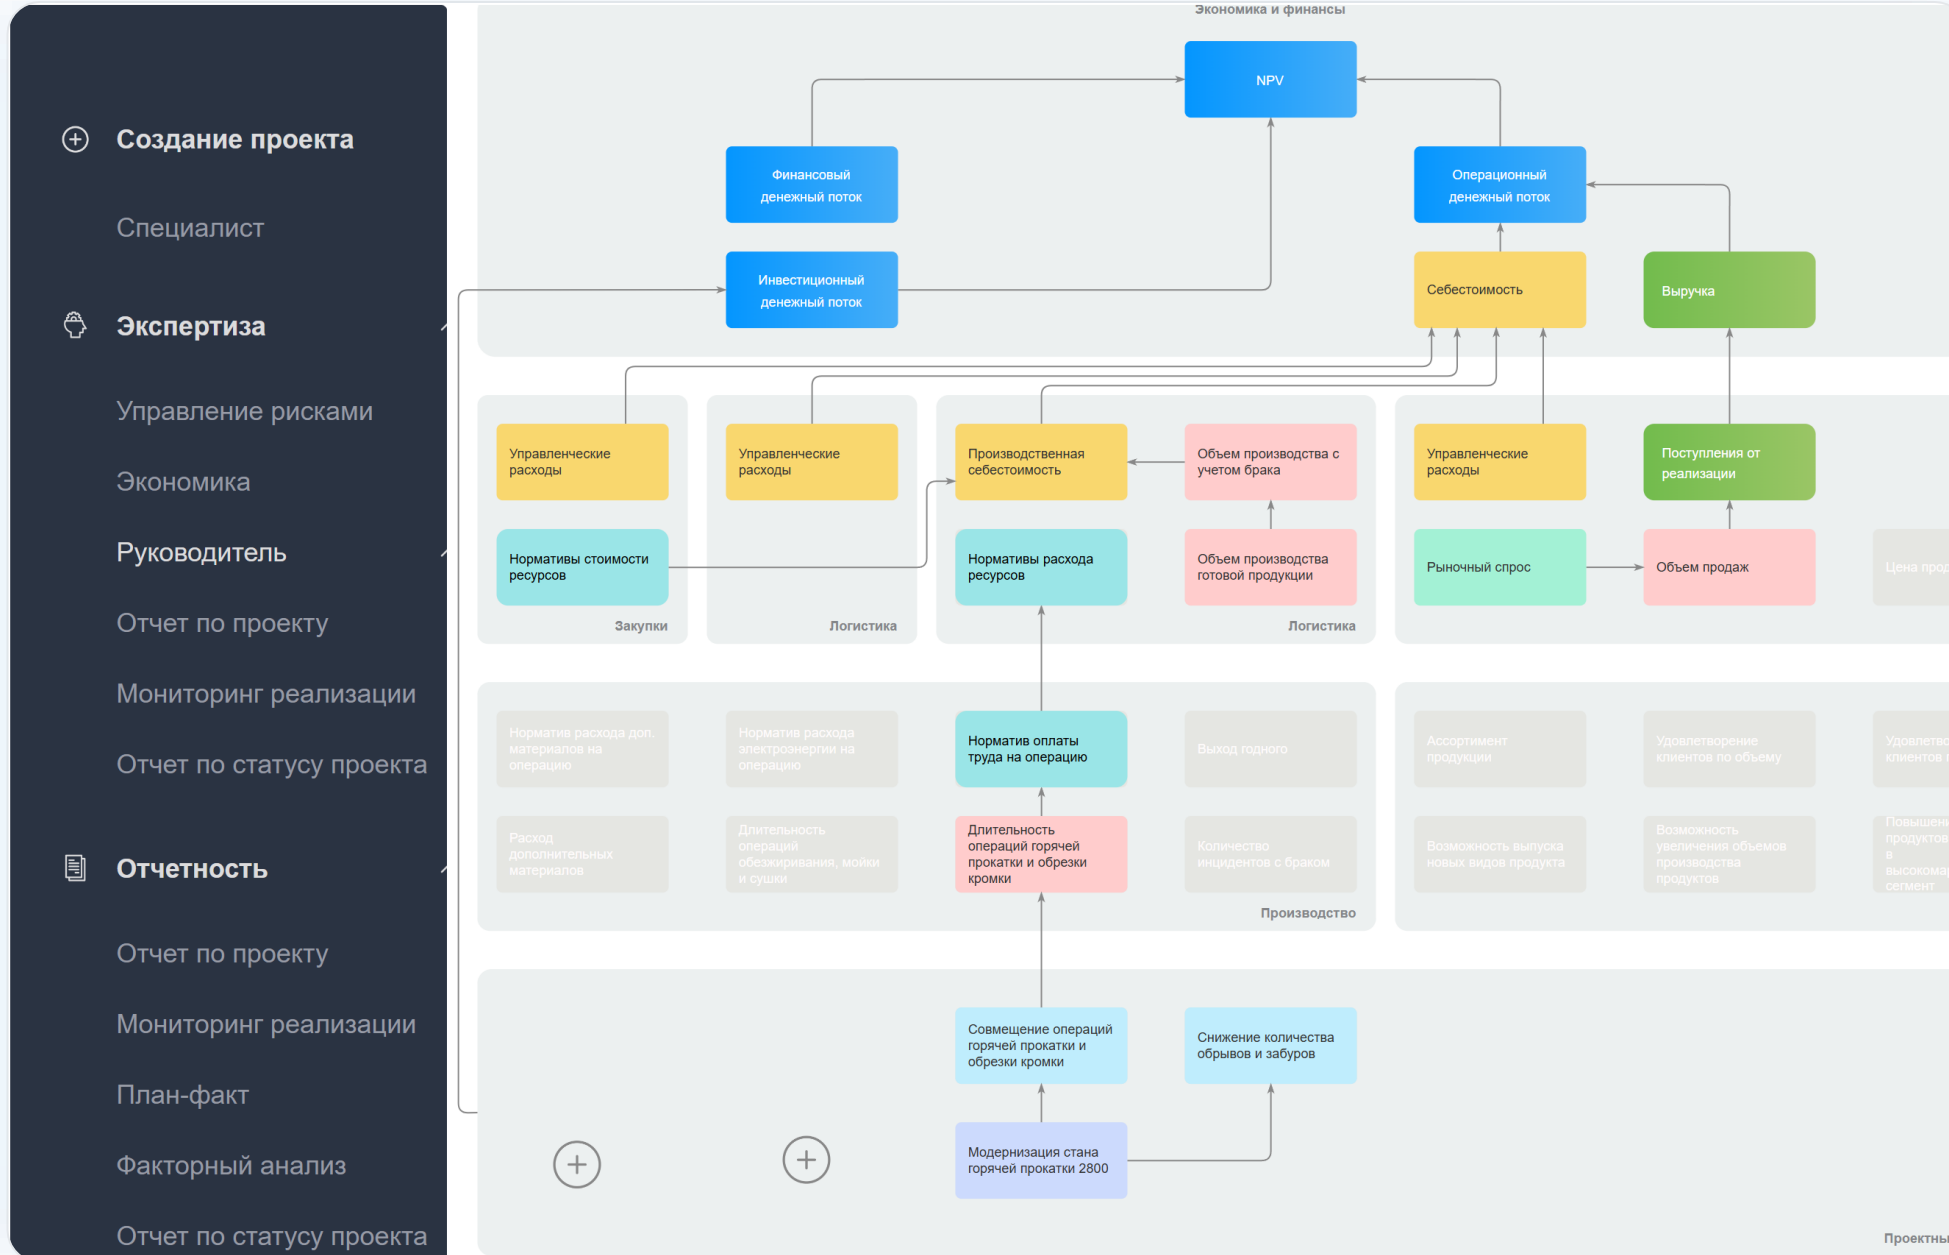 Создание проекта
Специалист
Экспертиза
Управление рисками
Экономика
Руководитель
Отчет по проекту
Мониторинг реализации
Отчет по статусу проекта
Отчетность
Отчет по проекту
Мониторинг реализации
План-факт
Факторный анализ
Отчет по статусу проекта
Экономика и финансы
NPV
Финансовый
денежный поток
Операционный
денежный поток
Инвестиционный
денежный поток
Себестоимость
Выручка
Управленческие
расходы
Управленческие
расходы
Производственная
себестоимость
Объем производства с
учетом брака
Управленческие
расходы
Поступления от
реализации
Нормативы стоимости
ресурсов
Нормативы расхода
ресурсов
Объем производства
готовой продукции
Рыночный спрос
Объем продаж
Цена
Закупки
Логистика
Логистика
Норматив расхода доп.
материалов на
операцию
Норматив расхода
электроэнергии на
операцию
Норматив оплаты
труда на операцию
Выход годного
Ассортимент
продукции
Удовлетворение
клиентов по объему
клиентов
Расход
дополнительных
материалов
Длительность
операций
обезжиривания, мойки
и сушки
Длительность
операций горячей
прокатки и обрезки
кромки
Количество
инцидентов с браком
Возможность выпуска
новых видов продукта
Возможность
увеличения объемов
производства
продуктов
в
сегмент
Производство
Совмещение операций
горячей прокатки и
обрезки кромки
Снижение количества
обрывов и забуров
Модернизация стана
горячей прокатки 2800